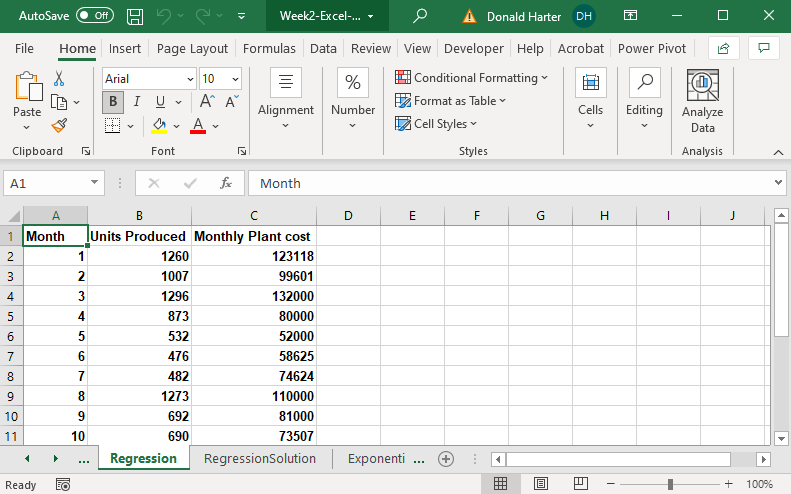 AutoSave Off Week2-Excel-... Donald Harter DH
File Home Insert Page Layout Formulas Data Review View Developer Help Acrobat Power Pivot
Paste
Clipboard
Arial 10
B I U A A
A
Font
Alignment
% Number
Conditional Formatting
Format as Table
Cell Styles
Styles
Cells
Editing
Analyze
Data
Analysis
A1 fx Month
A B C D E F G H I J
1 Month Units Produced Monthly Plant cost
2 1 1260 123118
3 2 1007 99601
4 3 1296 132000
5 4 873 80000
6 5 532 52000
7 6 476 58625
8 7 482 74624
9 8 1273 110000
10 9 692 81000
11 10 690 73507
... Regression RegressionSolution Exponenti ...
Ready 100%